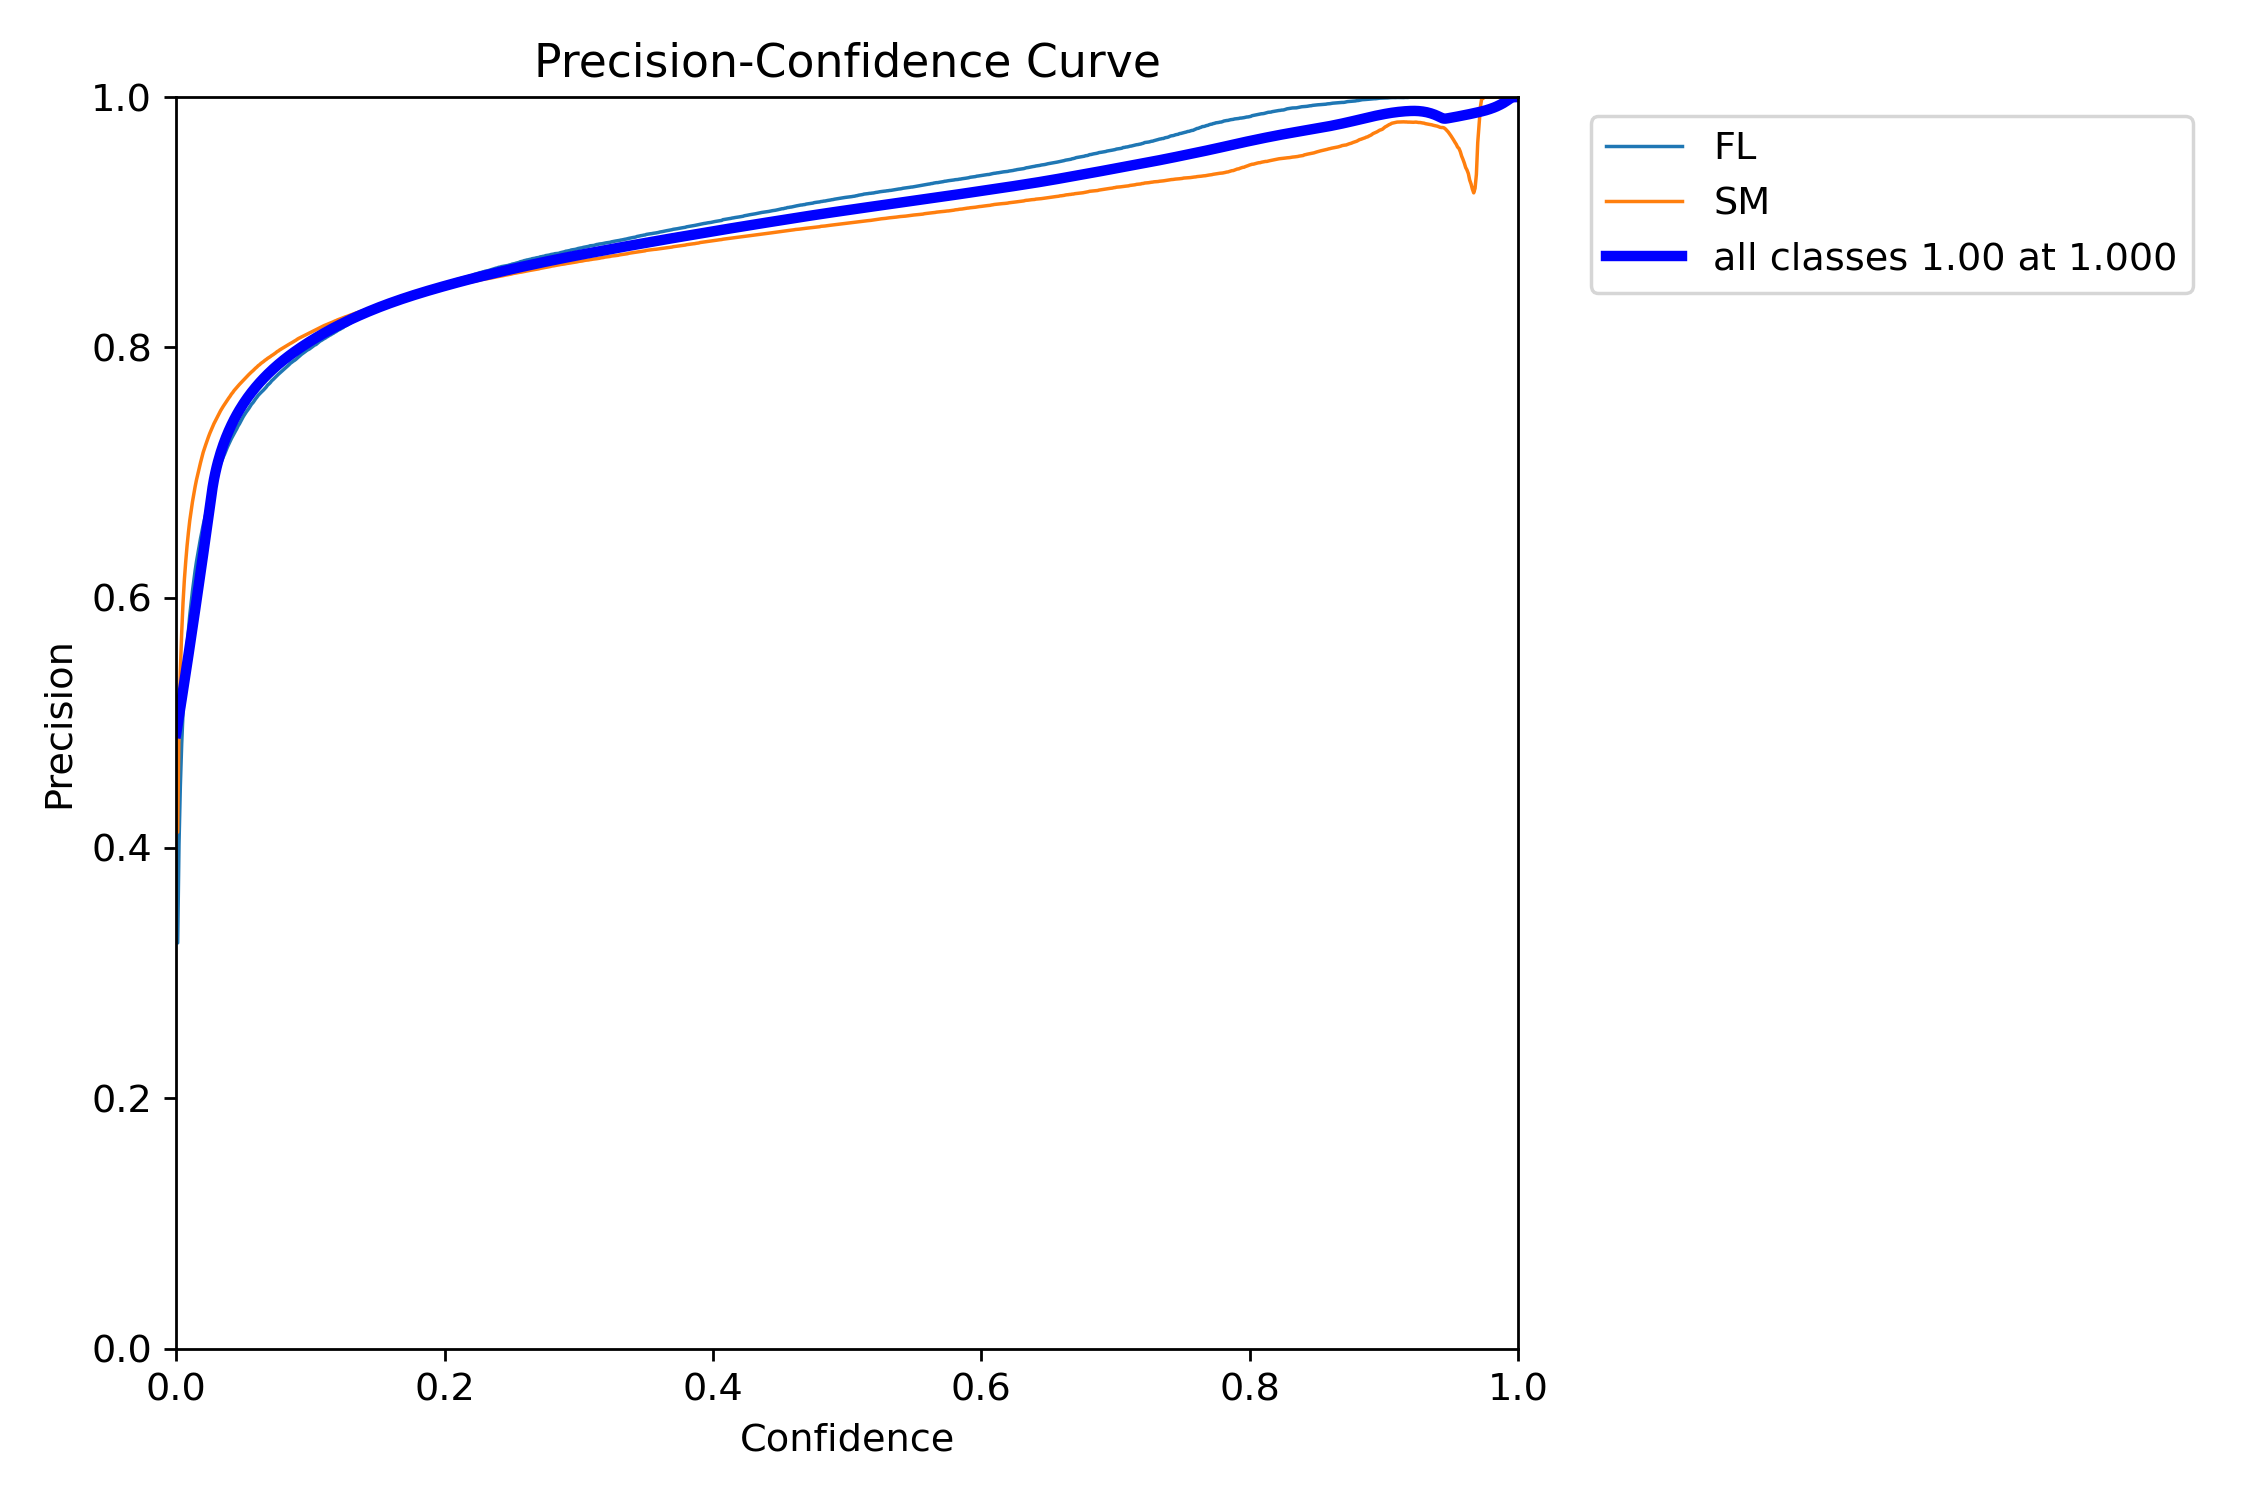 Precision-Confidence Curve
1.0
0.8
0.6
0.4
0.2
0.0
Precision
0.0 0.2 0.4 0.6 0.8 1.0
Confidence
FL
SM
all classes 1.00 at 1.000